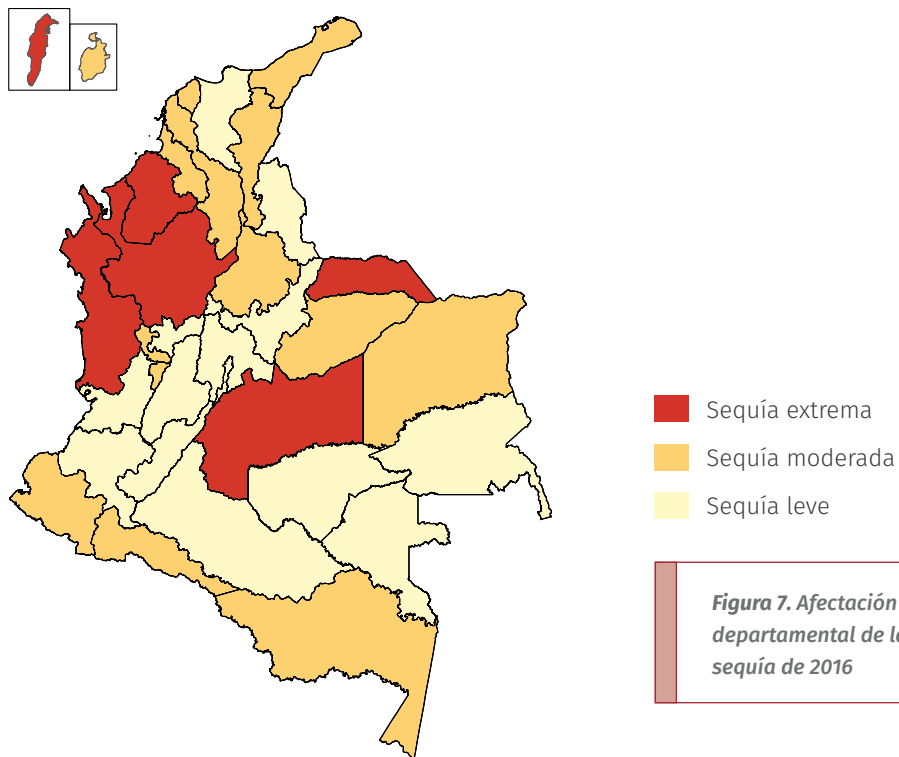 Sequía extrema
Sequía moderada
Sequía leve
Figura 7. Afectación
departamental de
sequía de 2016